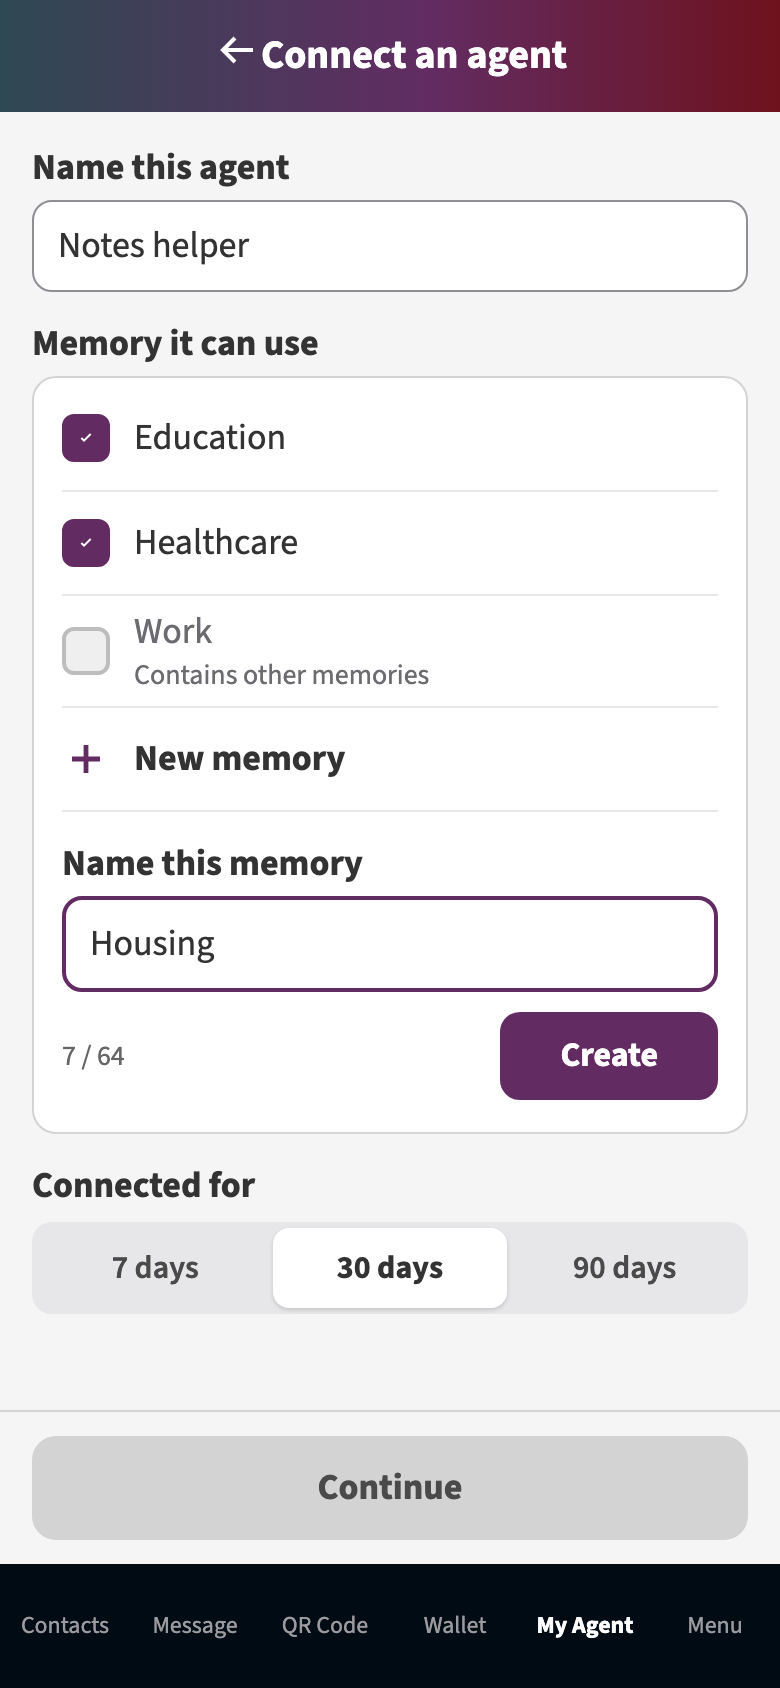 Connect an agent
Name this agent
Notes helper
Memory it can use
Education
Healthcare
Work
Contains other memories
New memory
Name this memory
Housing
7 / 64
Create
Connected for
7 days
30 days
90 days
Continue
Contacts
Message
QR Code
Wallet
My Agent
Menu